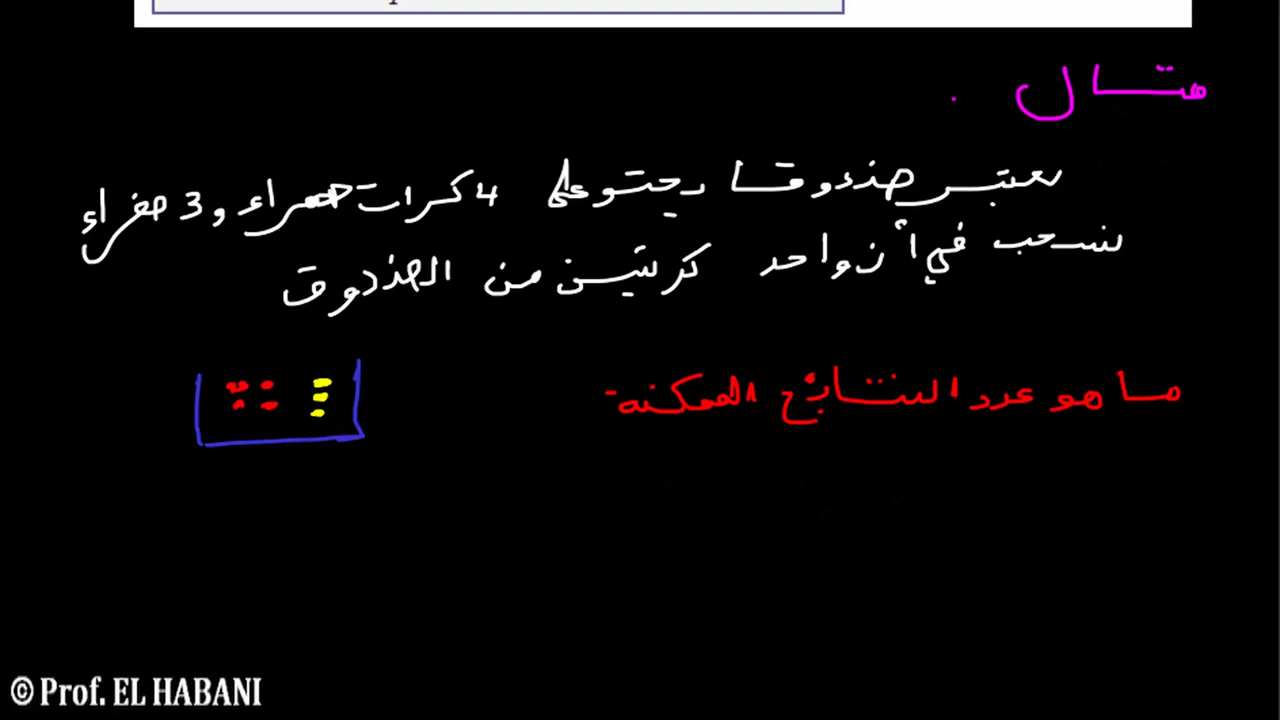 مثال
نعتبر صندوقا يحتوي على 4 كرات حمراء و 3 صفراء
نسحب في آن واحد كرتين من الصندوق
ما هو عدد النتائج الممكنة
© Prof. EL HABANI